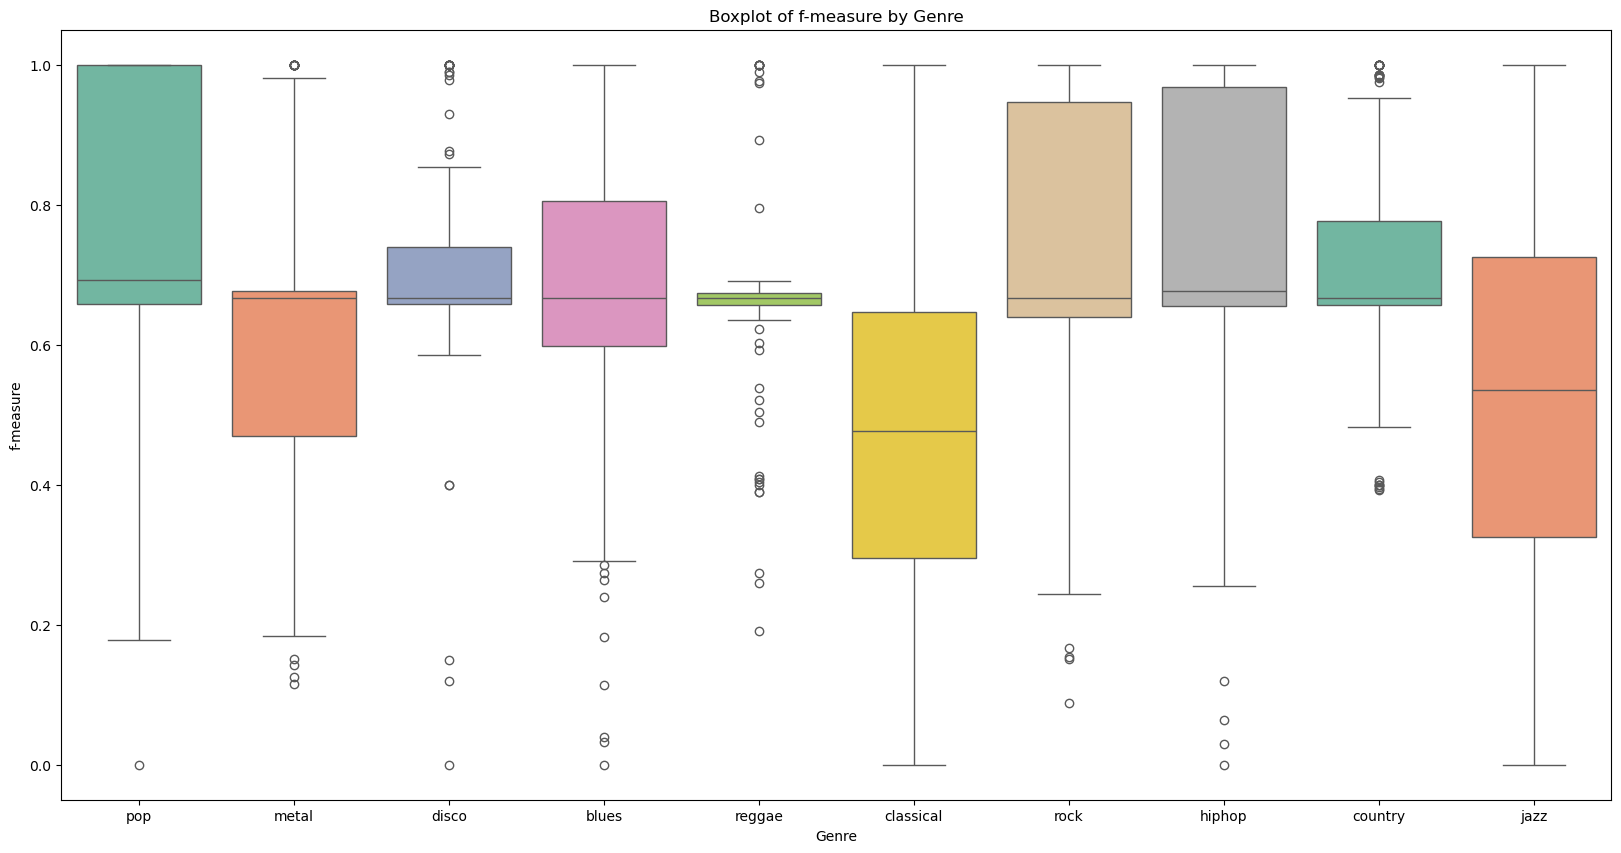 Boxplot of f-measure by Genre
1.0
0.8
0.6
0.4
0.2
0.0
f-measure
pop metal disco blues reggae classical rock hiphop country jazz
Genre